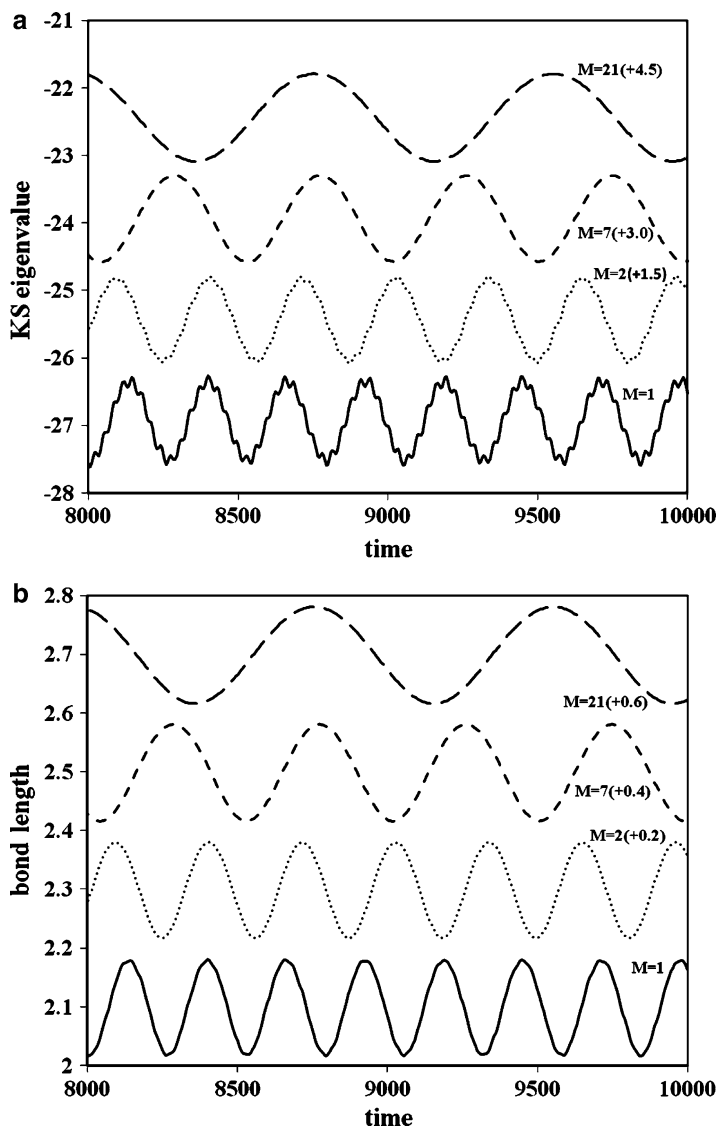 a
-21
-22
-23
-24
-25
-26
-27
-28
KS eigenvalue
M=21(+4.5)
M=7(+3.0)
M=2(+1.5)
M=1
8000 8500 9000 9500 10000
time
b
2.8
2.7
2.6
2.5
2.4
2.3
2.2
2.1
2
bond length
M=21(+0.6)
M=7(+0.4)
M=2(+0.2)
M=1
8000 8500 9000 9500 10000
time